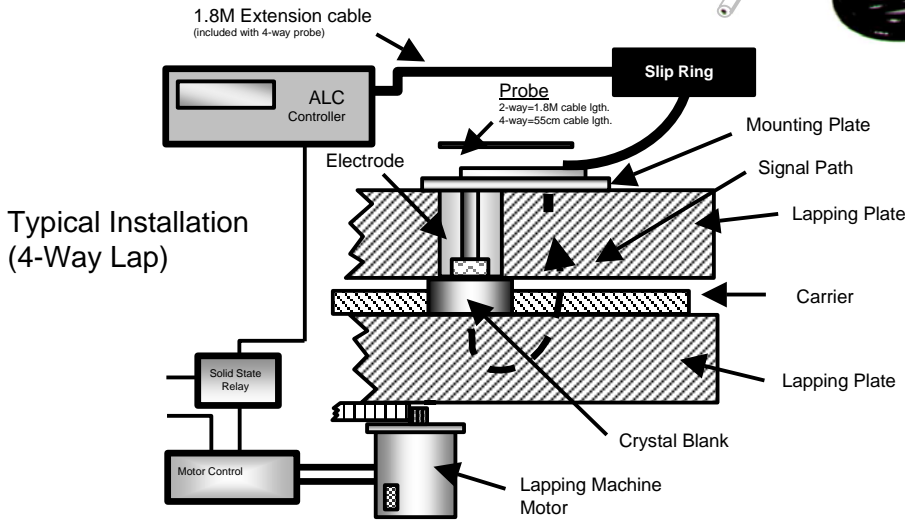 1.8M Extension cable
(included with 4-way probe)
Slip Ring
ALC
Controller
Probe
2-way=1.8M cable lgth.
4-way=55cm cable lgth.
Mounting Plate
Electrode
Signal Path
Lapping Plate
Typical Installation
(4-Way Lap)
Carrier
Solid State
Relay
Lapping Plate
Crystal Blank
Motor Control
Lapping Machine
Motor